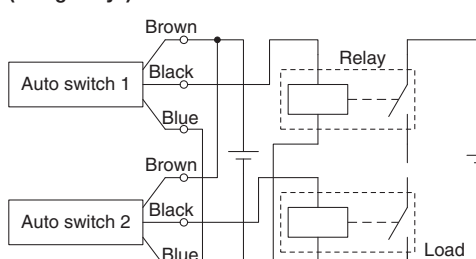 Brown
Relay
Black
Auto switch 1
Blue
Brown
Black
Auto switch 2
Blue
Load